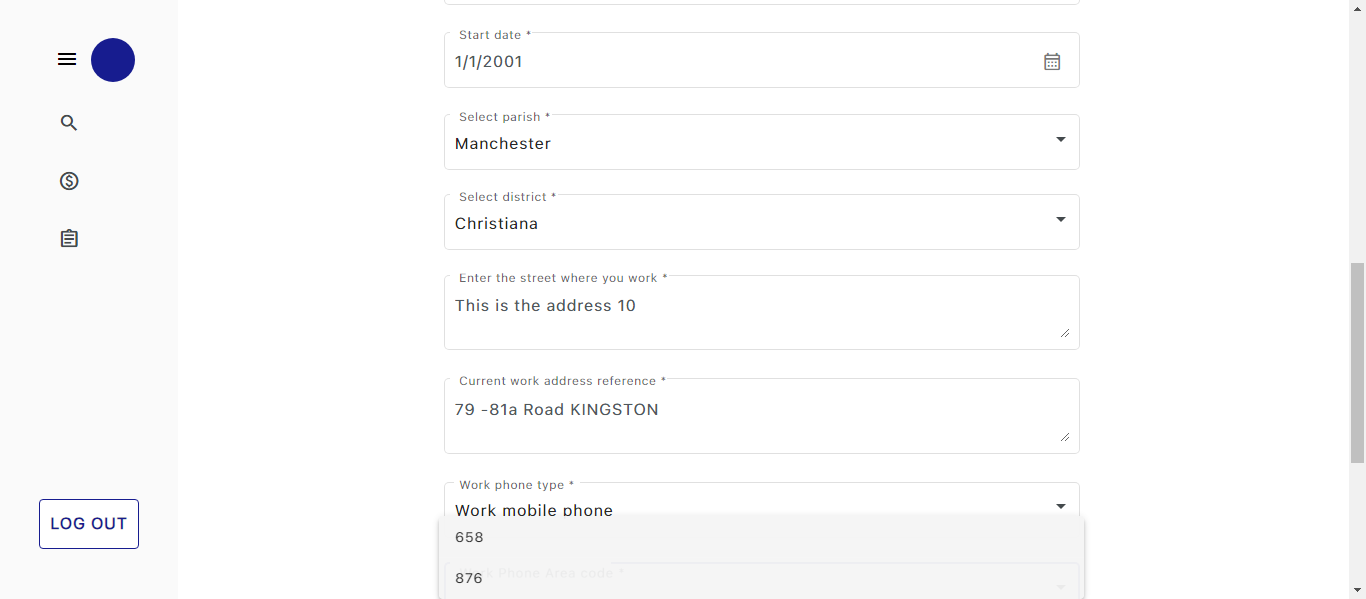 Start date *
1/1/2001
Select parish *
Manchester
Select district *
Christiana
Enter the street where you work *
This is the address 10
Current work address reference *
79 -81a Road KINGSTON
Work phone type *
Work mobile phone
658
Work Phone Area code *
876
LOG OUT